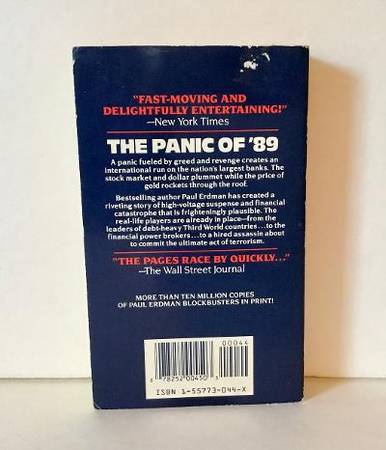 "FAST-MOVING AND
DELIGHTFULLY ENTERTAINING!"
—New York Times
THE PANIC OF '89
A panic fueled by greed and revenge creates an
international run on the nation's largest banks. The
stock market and dollar plummet while the price of
gold rockets through the roof.
Bestselling author Paul Erdman has created a
riveting story of high-voltage suspense and financial
catastrophe that is frighteningly plausible. The
real-life players are already in place—from the
leaders of debt-heavy Third World countries...to the
financial power brokers...to a hired assassin about
to commit the ultimate act of terrorism.
"THE PAGES RACE BY QUICKLY..."
—The Wall Street Journal
MORE THAN TEN MILLION COPIES
OF PAUL ERDMAN BLOCKBUSTERS IN PRINT!
00044
78252 00450
ISBN 1-55773-044-X